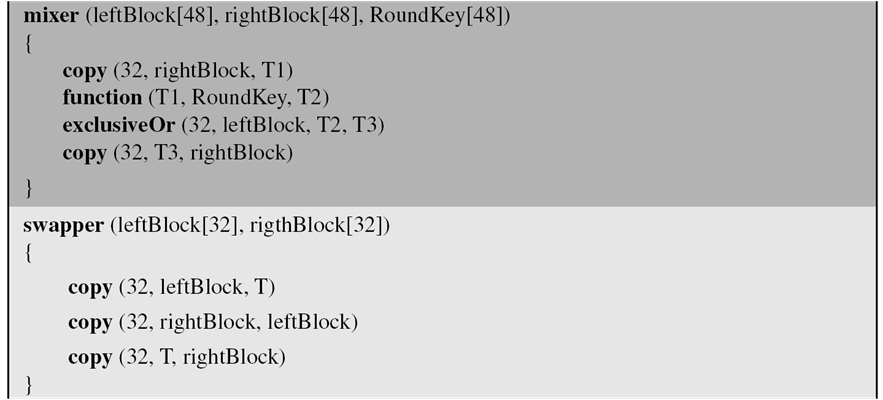 mixer (leftBlock[48], rightBlock[48], RoundKey[48])
{
copy (32, rightBlock, T1)
function (T1, RoundKey, T2)
exclusiveOr (32, leftBlock, T2, T3)
copy (32, T3, rightBlock)
}
swapper (leftBlock[32], rigthBlock[32])
{
copy (32, leftBlock, T)
copy (32, rightBlock, leftBlock)
copy (32, T, rightBlock)
}